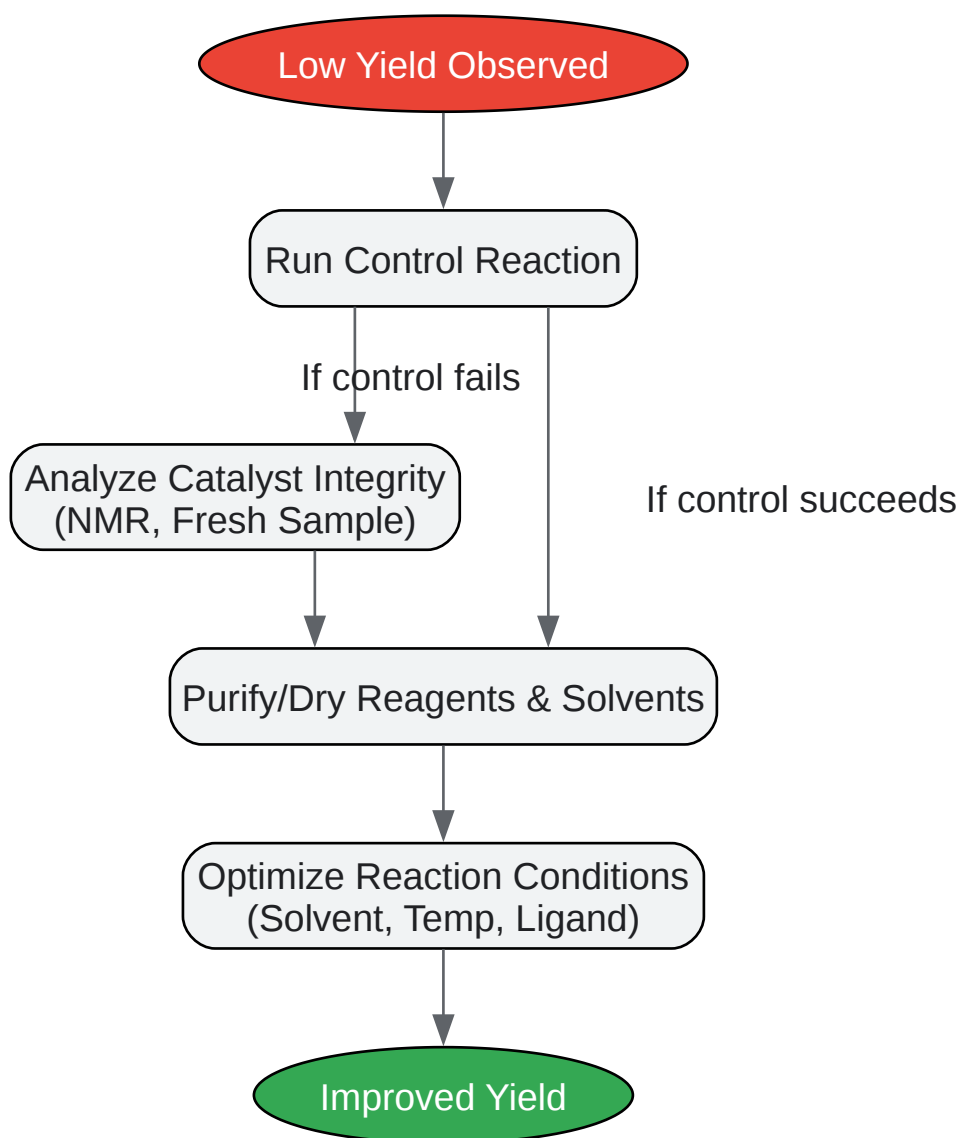 Low Yield Observed
Run Control Reaction
If control fails
Analyze Catalyst Integrity
(NMR, Fresh Sample)
If control succeeds
Purify/Dry Reagents & Solvents
Optimize Reaction Conditions
(Solvent, Temp, Ligand)
Improved Yield